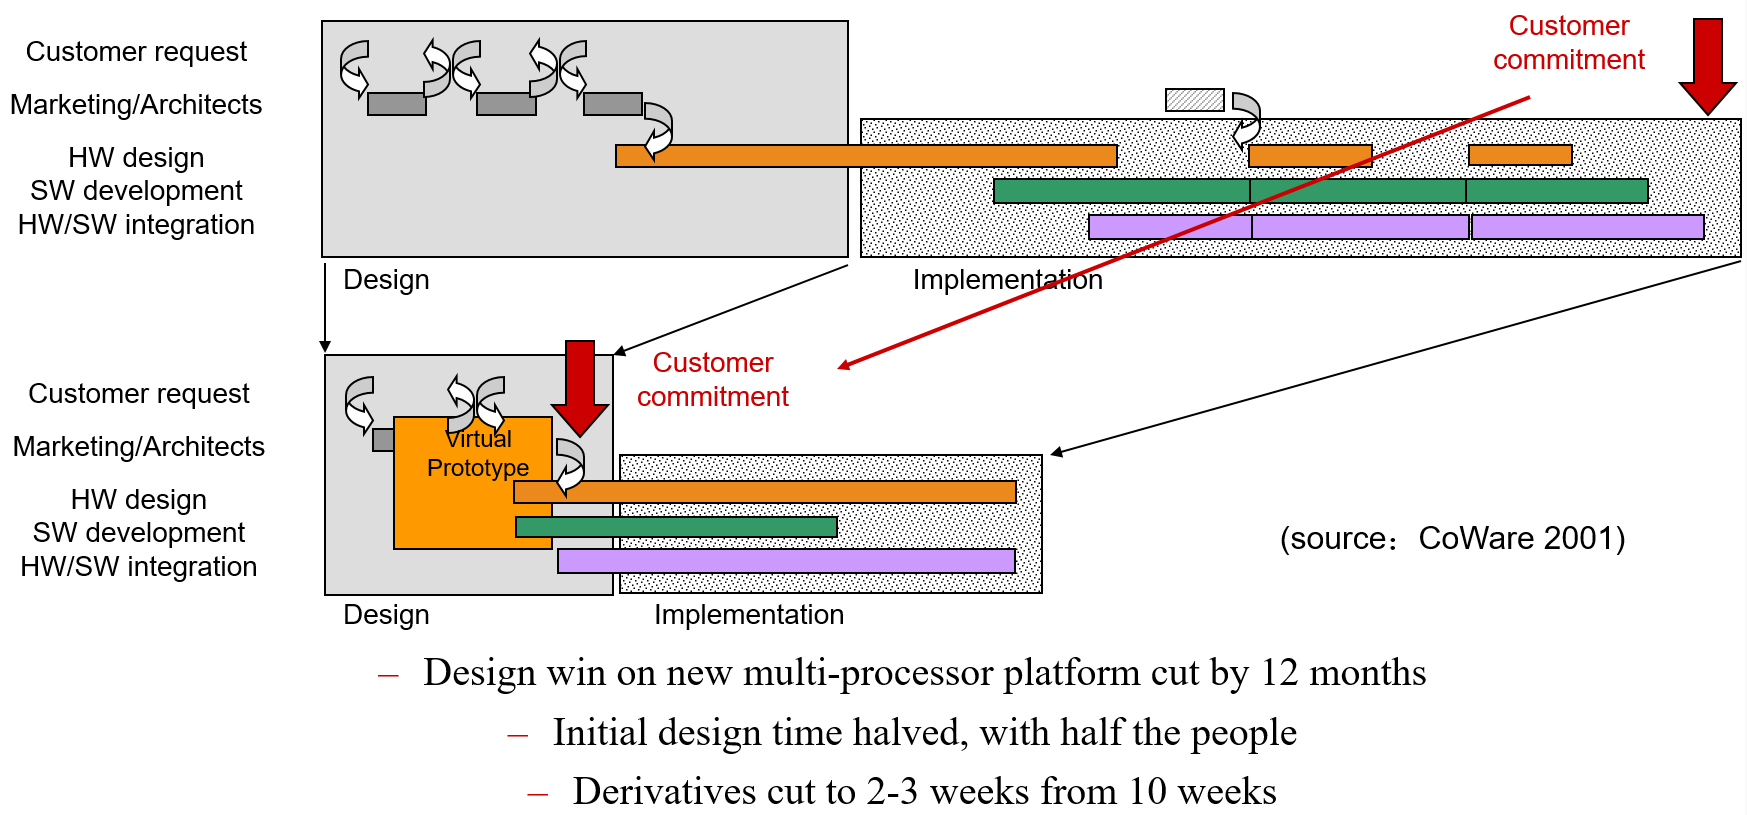 Customer
commitment
Customer request
Marketing/Architects
HW design
SW development
HW/SW integration
Design
Implementation
Customer
commitment
Customer request
Marketing/Architects
Virtual
Prototype
HW design
SW development
HW/SW integration
(source：CoWare 2001)
Design
Implementation
– Design win on new multi-processor platform cut by 12 months
– Initial design time halved, with half the people
– Derivatives cut to 2-3 weeks from 10 weeks